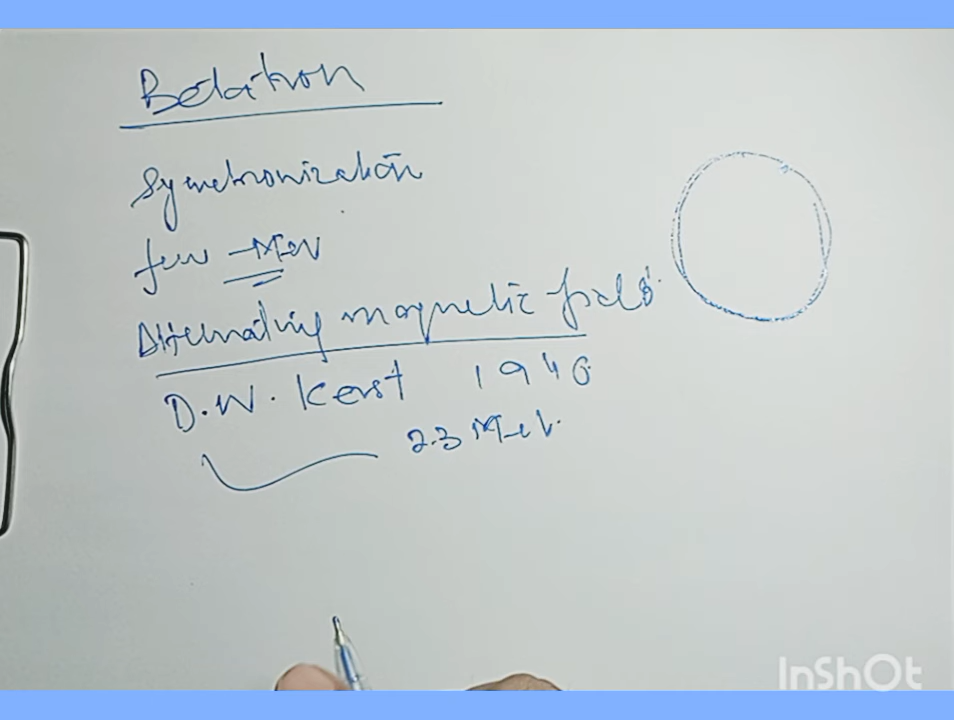 Betatron
Synchronization
few MeV
Alternating magnetic field
D.W. Kerst 1940
2.3 MeV.
InShOt